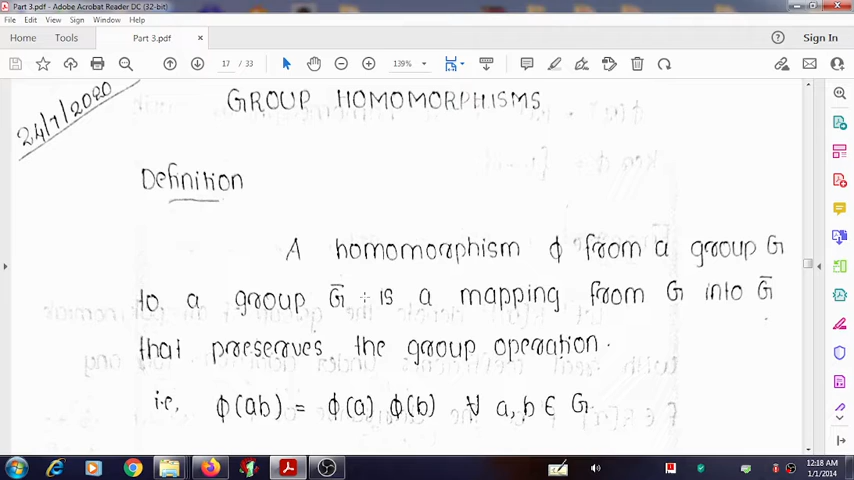 Part 3.pdf - Adobe Acrobat Reader DC (32-bit)
File Edit View Sign Window Help
Home Tools Part 3.pdf × Sign In
17 / 33 139%
24/7/2020
GROUP HOMOMORPHISMS
Definition
A homomorphism ϕ from a group G
to a group G̅ is a mapping from G into G̅
that preserves the group operation.
i.e, ϕ(ab) = ϕ(a) ϕ(b) ∀ a, b ∈ G.
12:18 AM
1/1/2014